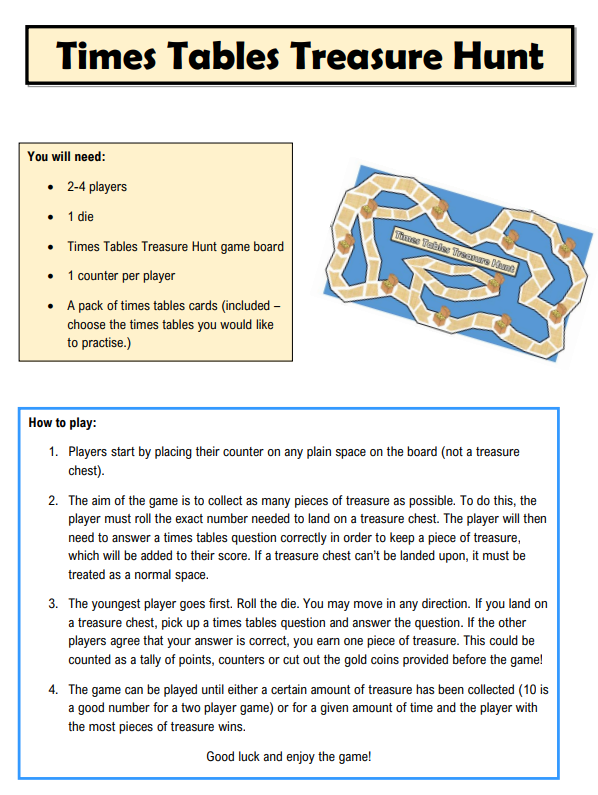 Times Tables Treasure Hunt
You will need:
• 2-4 players
• 1 die
• Times Tables Treasure Hunt game board
• 1 counter per player
• A pack of times tables cards (included –
choose the times tables you would like
to practise.)
Times Tables Treasure Hunt
How to play:
1. Players start by placing their counter on any plain space on the board (not a treasure
chest).
2. The aim of the game is to collect as many pieces of treasure as possible. To do this, the
player must roll the exact number needed to land on a treasure chest. The player will then
need to answer a times tables question correctly in order to keep a piece of treasure,
which will be added to their score. If a treasure chest can’t be landed upon, it must be
treated as a normal space.
3. The youngest player goes first. Roll the die. You may move in any direction. If you land on
a treasure chest, pick up a times tables question and answer the question. If the other
players agree that your answer is correct, you earn one piece of treasure. This could be
counted as a tally of points, counters or cut out the gold coins provided before the game!
4. The game can be played until either a certain amount of treasure has been collected (10 is
a good number for a two player game) or for a given amount of time and the player with
the most pieces of treasure wins.
Good luck and enjoy the game!